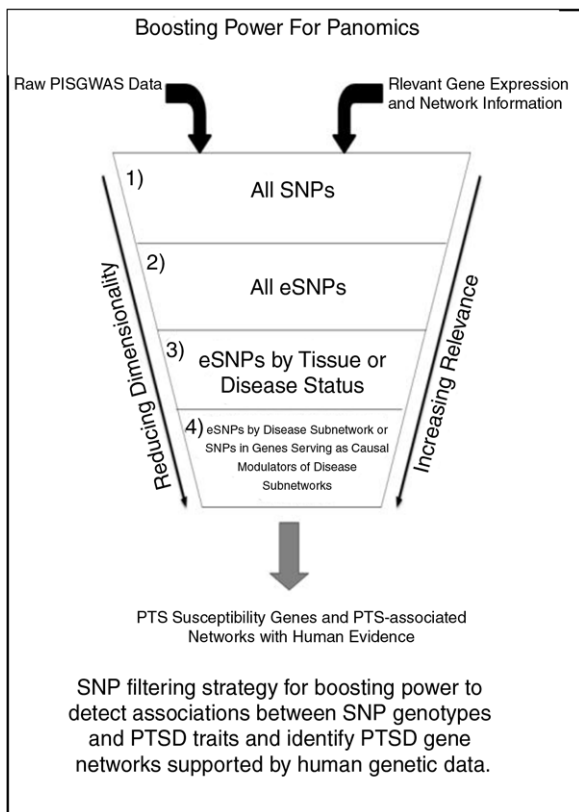 Boosting Power For Panomics
Raw PISGWAS Data
Rlevant Gene Expression
and Network Information
1)
All SNPs
2)
All eSNPs
3)
eSNPs by Tissue or
Disease Status
4) eSNPs by Disease Subnetwork or
SNPs in Genes Serving as Causal
Modulators of Disease
Subnetworks
Reducing Dimensionality
Increasing Relevance
PTS Susceptibility Genes and PTS-associated
Networks with Human Evidence
SNP filtering strategy for boosting power to
detect associations between SNP genotypes
and PTSD traits and identify PTSD gene
networks supported by human genetic data.